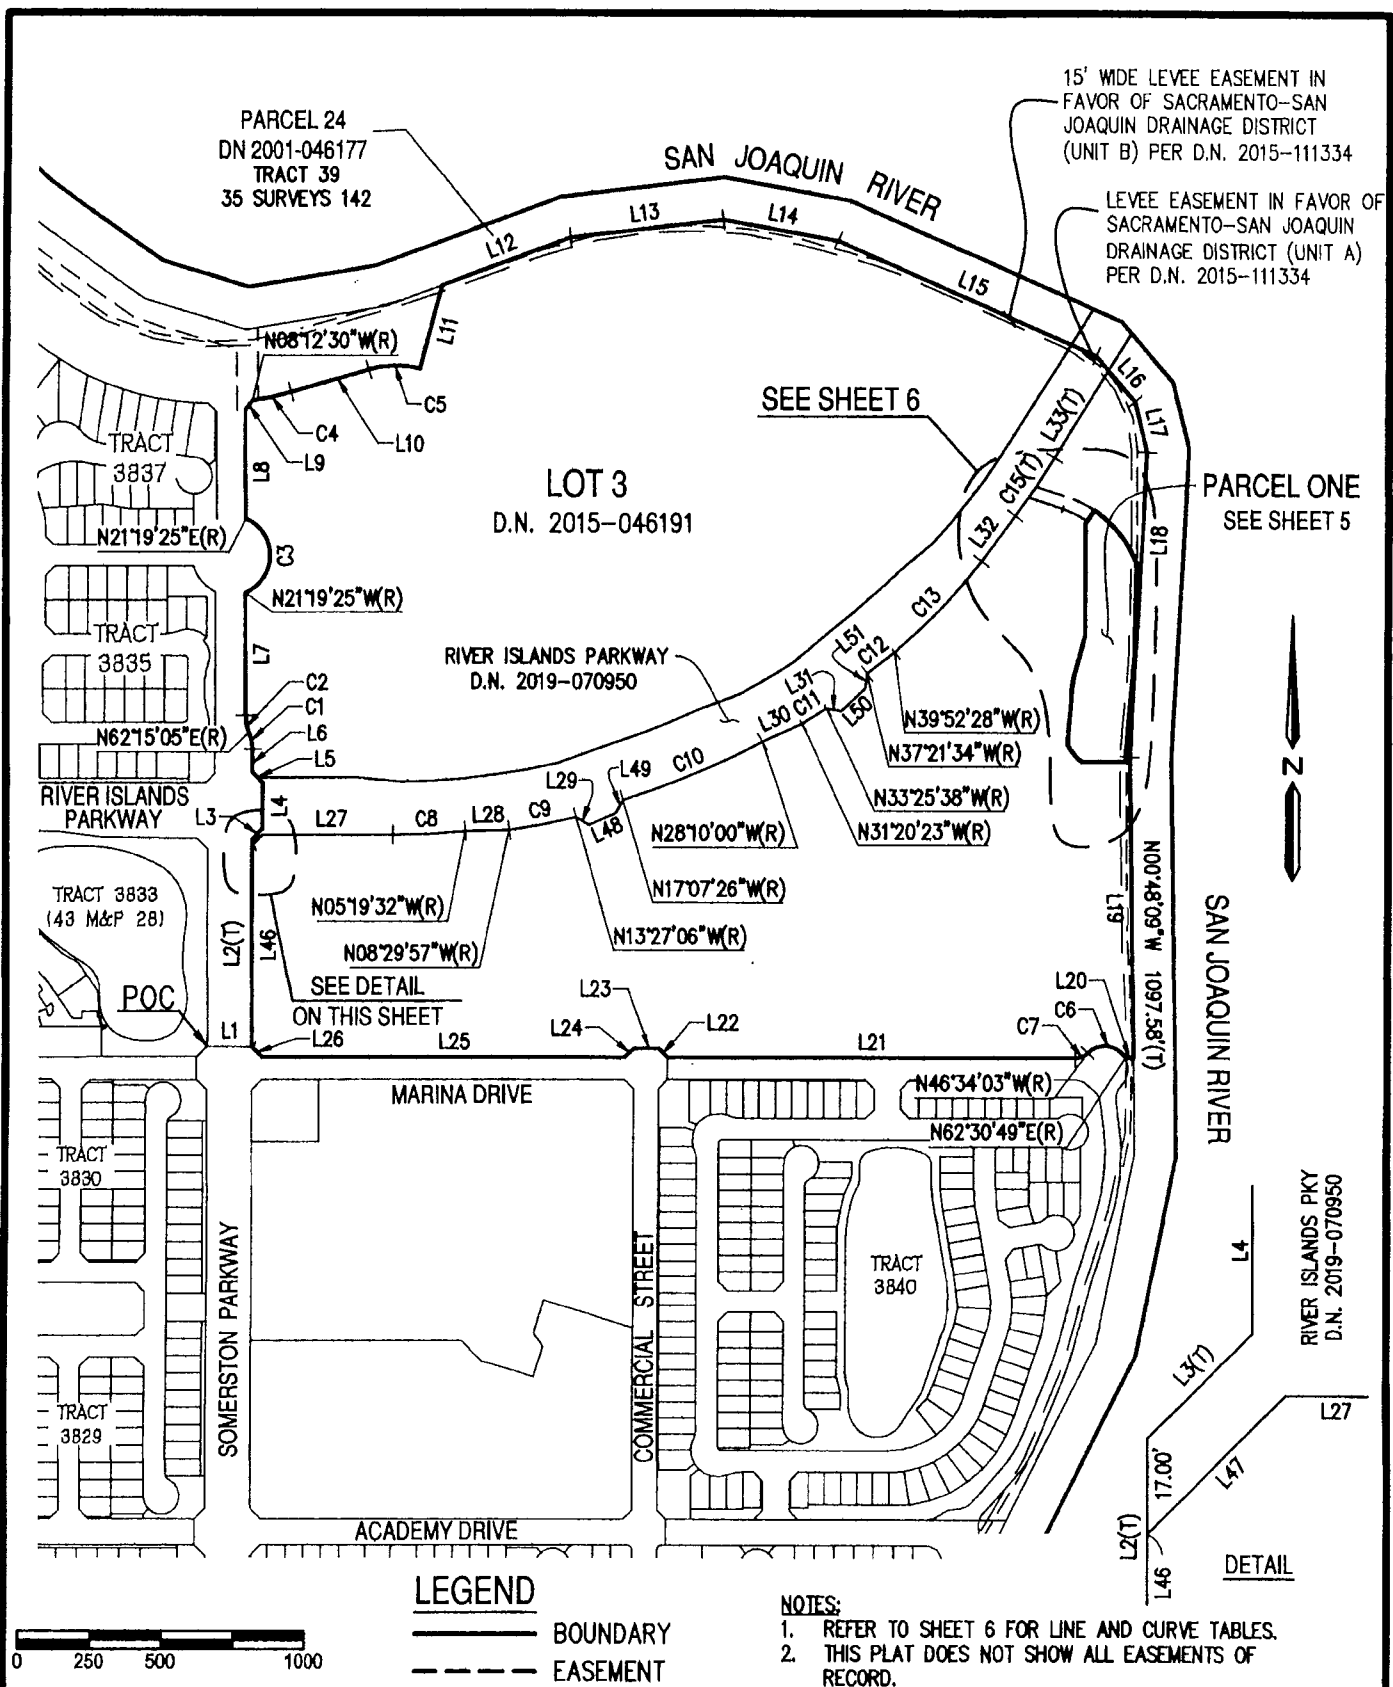 15' WIDE LEVEE EASEMENT IN
FAVOR OF SACRAMENTO-SAN
JOAQUIN DRAINAGE DISTRICT
(UNIT B) PER D.N. 2015-111334
PARCEL 24
DN 2001-046177
TRACT 39
35 SURVEYS 142
SAN JOAQUIN RIVER
LEVEE EASEMENT IN FAVOR OF
SACRAMENTO-SAN JOAQUIN
DRAINAGE DISTRICT (UNIT A)
PER D.N. 2015-111334
L12
L13
L14
L15
L11
N08°12'30"W(R)
L16
L17
C5
C4
L10
L9
L8
SEE SHEET 6
L33(T)
C15(T)
L32
TRACT
3837
LOT 3
D.N. 2015-046191
PARCEL ONE
SEE SHEET 5
L18
N21°19'25"E(R)
C3
N21°19'25"W(R)
TRACT
3835
L7
RIVER ISLANDS PARKWAY
D.N. 2019-070950
C13
C12
L51
L31
L50
C11
L30
C2
C1
L6
L5
N62°15'05"E(R)
N39°52'28"W(R)
N37°21'34"W(R)
N33°25'38"W(R)
N31°20'23"W(R)
N28°10'00"W(R)
N17°07'26"W(R)
N13°27'06"W(R)
N05°19'32"W(R)
N08°29'57"W(R)
RIVER ISLANDS
PARKWAY
L3
L4
L27
C8
L28
C9
L29
L48
L49
C10
N
TRACT 3833
(43 M&P 28)
L2(T)
L46
SEE DETAIL
ON THIS SHEET
POC
L1
L26
L25
L24
L23
L22
L21
C7
C6
L20
L19
N00°48'09"W 1097.58'(T)
SAN JOAQUIN RIVER
MARINA DRIVE
N46°34'03"W(R)
N62°30'49"E(R)
TRACT
3830
SOMERSTON PARKWAY
COMMERCIAL STREET
TRACT
3840
TRACT
3829
ACADEMY DRIVE
RIVER ISLANDS PKY
D.N. 2019-070950
L4
L3(T)
L27
L47
17.00'
L2(T)
L46
DETAIL
LEGEND
BOUNDARY
EASEMENT
0 250 500 1000
NOTES:
1. REFER TO SHEET 6 FOR LINE AND CURVE TABLES.
2. THIS PLAT DOES NOT SHOW ALL EASEMENTS OF
RECORD.